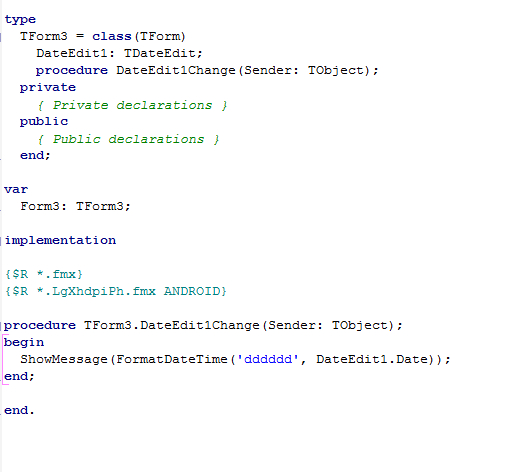 type
  TForm3 = class(TForm)
    DateEdit1: TDateEdit;
    procedure DateEdit1Change(Sender: TObject);
  private
    { Private declarations }
  public
    { Public declarations }
  end;
var
  Form3: TForm3;
implementation
{$R *.fmx}
{$R *.LgXhdpiPh.fmx ANDROID}
procedure TForm3.DateEdit1Change(Sender: TObject);
begin
  ShowMessage(FormatDateTime('dddddd', DateEdit1.Date));
end;
end.